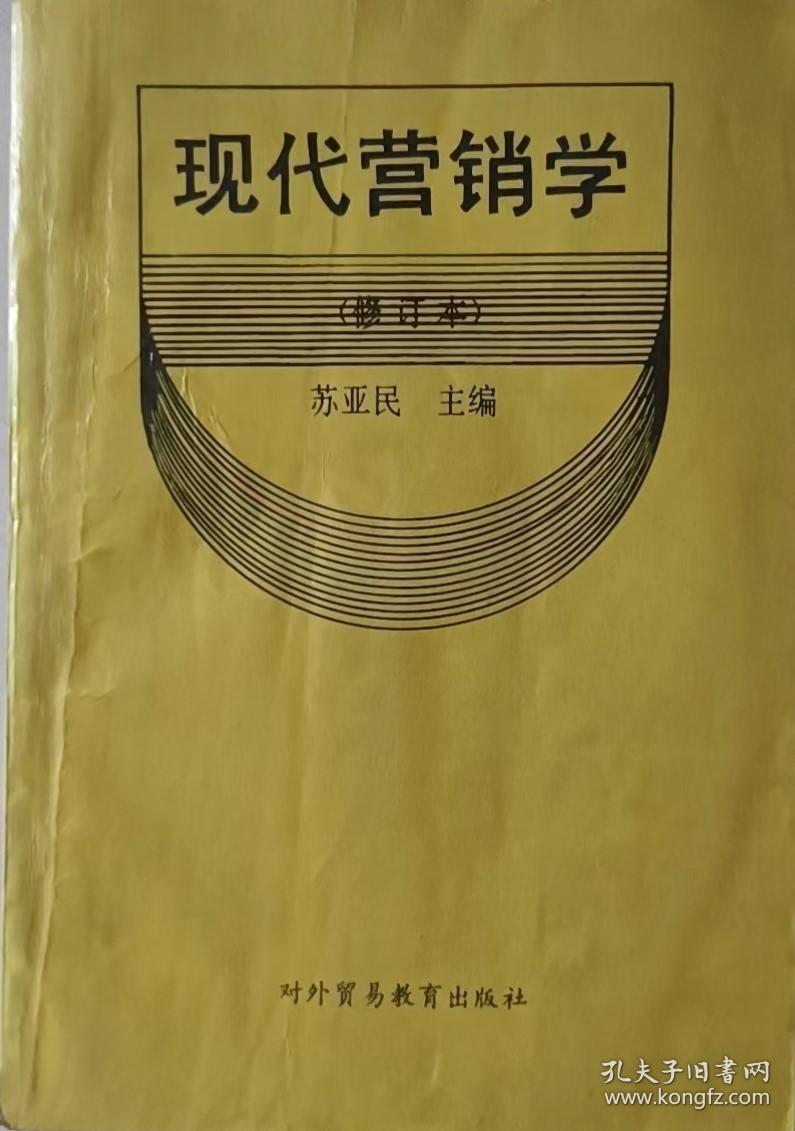 现代营销学
(修订本)
苏亚民 主编
对外贸易教育出版社
孔夫子旧书网
www.kongfz.com